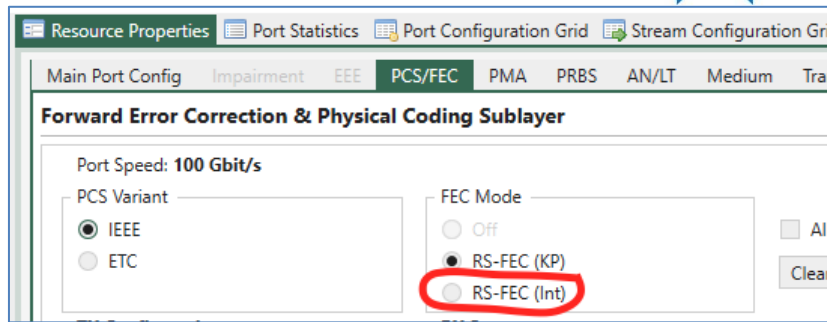 Resource Properties Port Statistics Port Configuration Grid Stream Configuration Gri
Main Port Config Impairment EEE PCS/FEC PMA PRBS AN/LT Medium Tra
Forward Error Correction & Physical Coding Sublayer
Port Speed: 100 Gbit/s
PCS Variant FEC Mode
IEEE Off Al
ETC RS-FEC (KP) Clear
RS-FEC (Int)